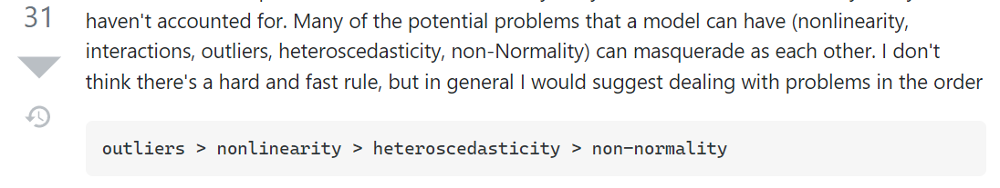 31
haven't accounted for. Many of the potential problems that a model can have (nonlinearity,
interactions, outliers, heteroscedasticity, non-Normality) can masquerade as each other. I don't
think there's a hard and fast rule, but in general I would suggest dealing with problems in the order
outliers > nonlinearity > heteroscedasticity > non-normality